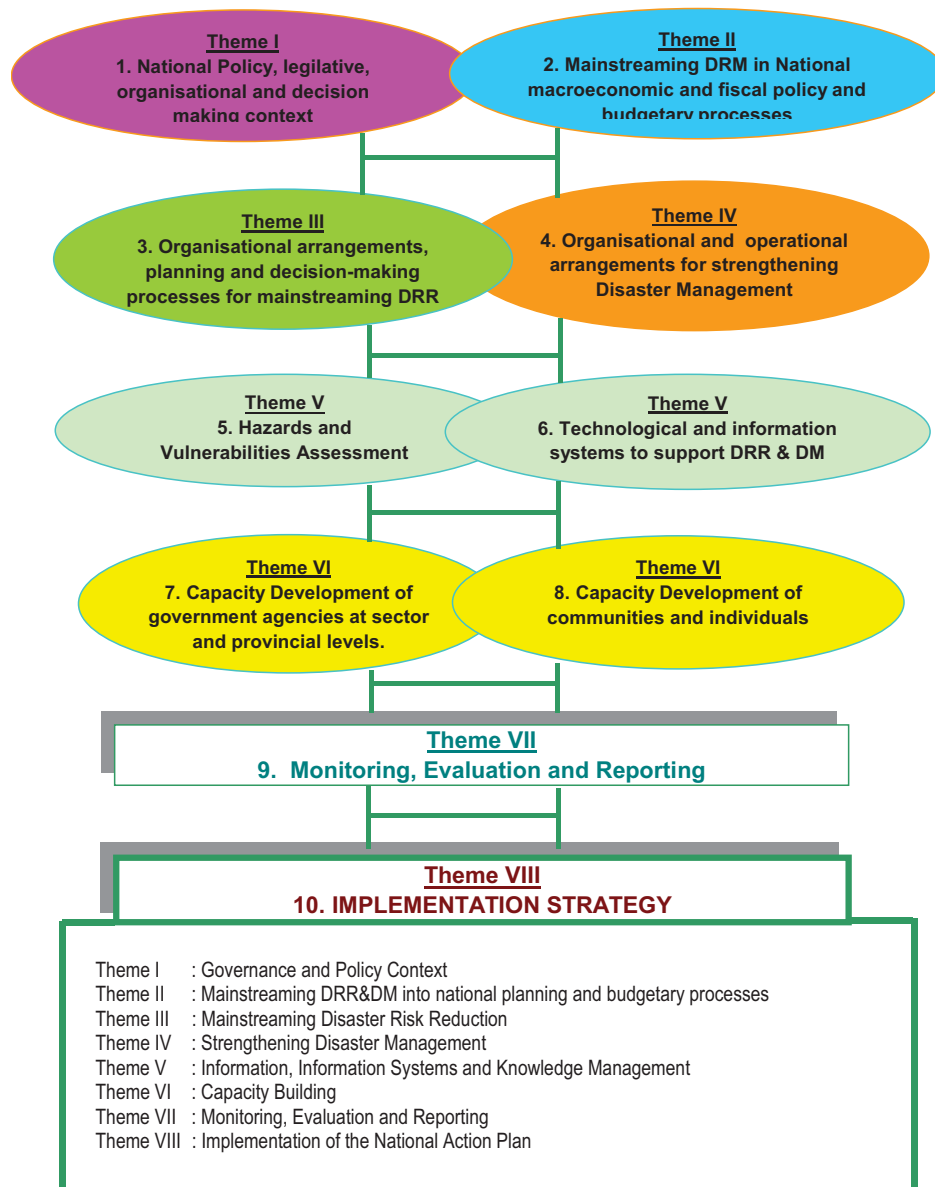 Theme I
1. National Policy, legilative,
organisational and decision
making context
Theme II
2. Mainstreaming DRM in National
macroeconomic and fiscal policy and
budgetary processes
Theme III
3. Organisational arrangements,
planning and decision-making
processes for mainstreaming DRR
Theme IV
4. Organisational and operational
arrangements for strengthening
Disaster Management
Theme V
5. Hazards and
Vulnerabilities Assessment
Theme V
6. Technological and information
systems to support DRR & DM
Theme VI
7. Capacity Development of
government agencies at sector
and provincial levels.
Theme VI
8. Capacity Development of
communities and individuals
Theme VII
9. Monitoring, Evaluation and Reporting
Theme VIII
10. IMPLEMENTATION STRATEGY
Theme I : Governance and Policy Context
Theme II : Mainstreaming DRR&DM into national planning and budgetary processes
Theme III : Mainstreaming Disaster Risk Reduction
Theme IV : Strengthening Disaster Management
Theme V : Information, Information Systems and Knowledge Management
Theme VI : Capacity Building
Theme VII : Monitoring, Evaluation and Reporting
Theme VIII : Implementation of the National Action Plan